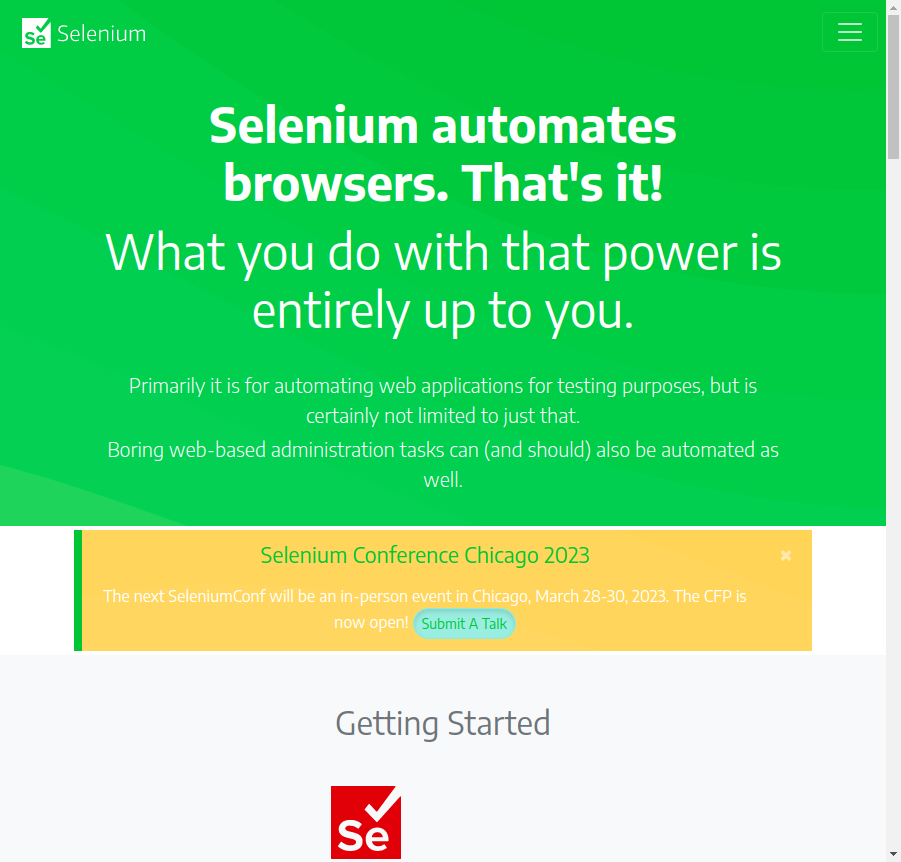 Se Selenium
Selenium automates
browsers. That's it!
What you do with that power is
entirely up to you.
Primarily it is for automating web applications for testing purposes, but is
certainly not limited to just that.
Boring web-based administration tasks can (and should) also be automated as
well.
Selenium Conference Chicago 2023
The next SeleniumConf will be an in-person event in Chicago, March 28-30, 2023. The CFP is
now open! Submit A Talk
Getting Started
Se